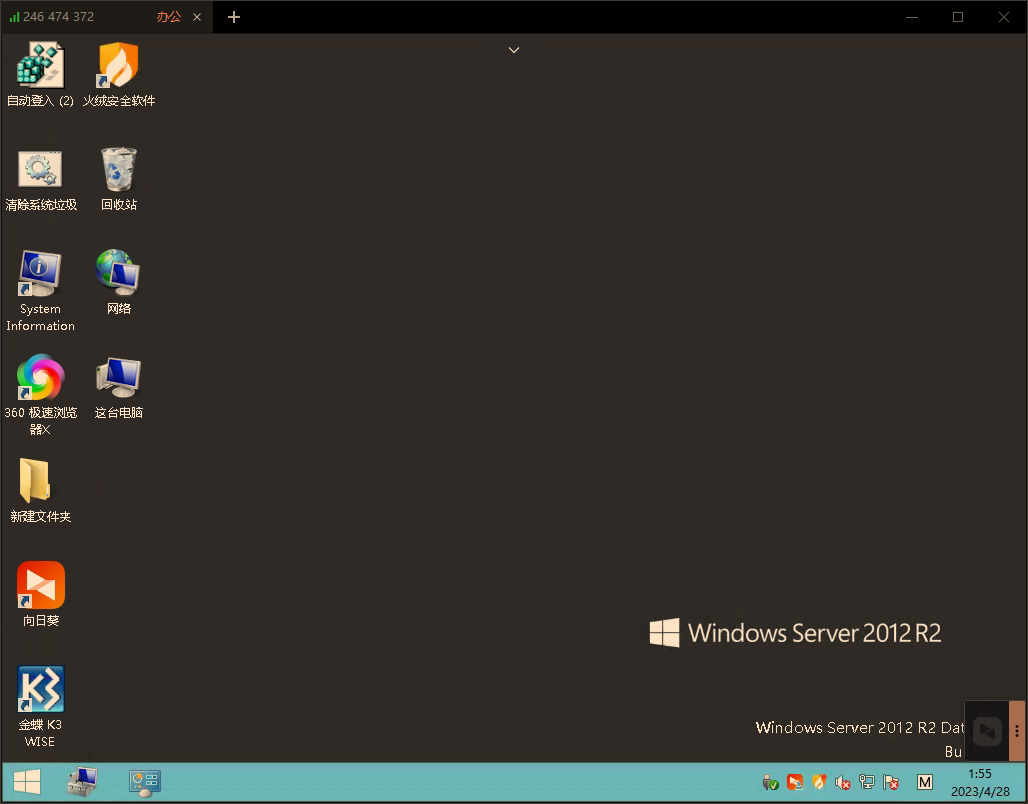 246 474 372
办公
自动登入 (2)
火绒安全软件
清除系统垃圾
回收站
System
Information
网络
360 极速浏览
器X
这台电脑
新建文件夹
向日葵
K3
金蝶 K3
WISE
Windows Server 2012 R2
Windows Server 2012 R2 Dat
Bu
M
1:55
2023/4/28